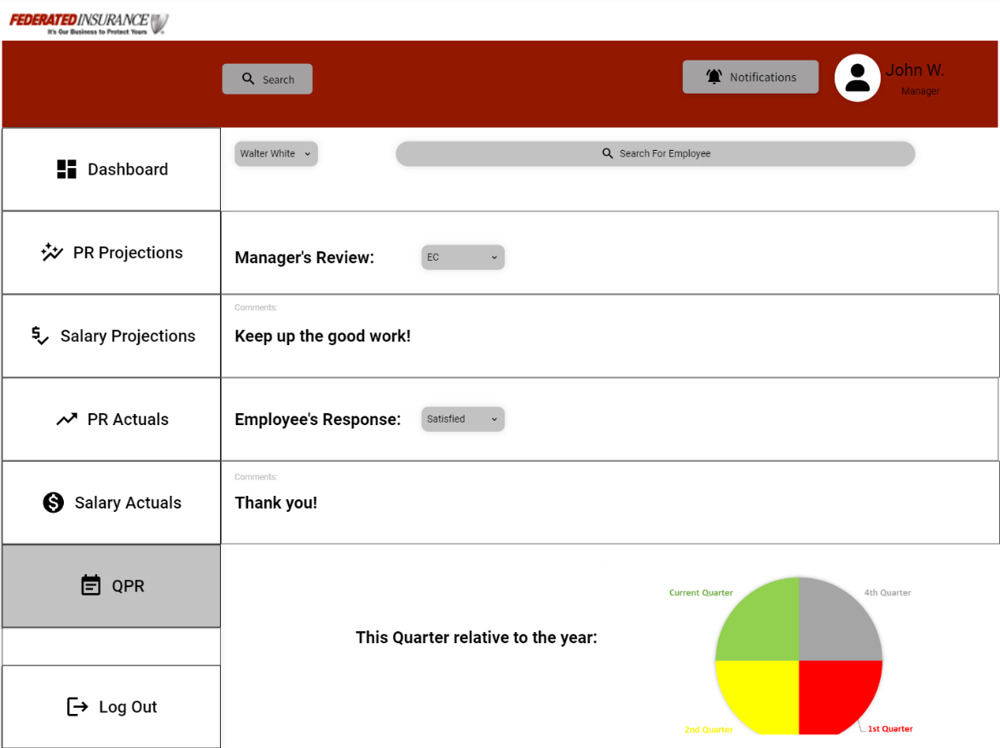 FEDERATED INSURANCE
It's Our Business to Protect Yours
Search
Notifications
John W.
Manager
Dashboard
Walter White
Search For Employee
PR Projections
Manager's Review:
EC
Salary Projections
Comments:
Keep up the good work!
PR Actuals
Employee's Response:
Satisfied
Salary Actuals
Comments:
Thank you!
QPR
This Quarter relative to the year:
Current Quarter
4th Quarter
2nd Quarter
1st Quarter
Log Out